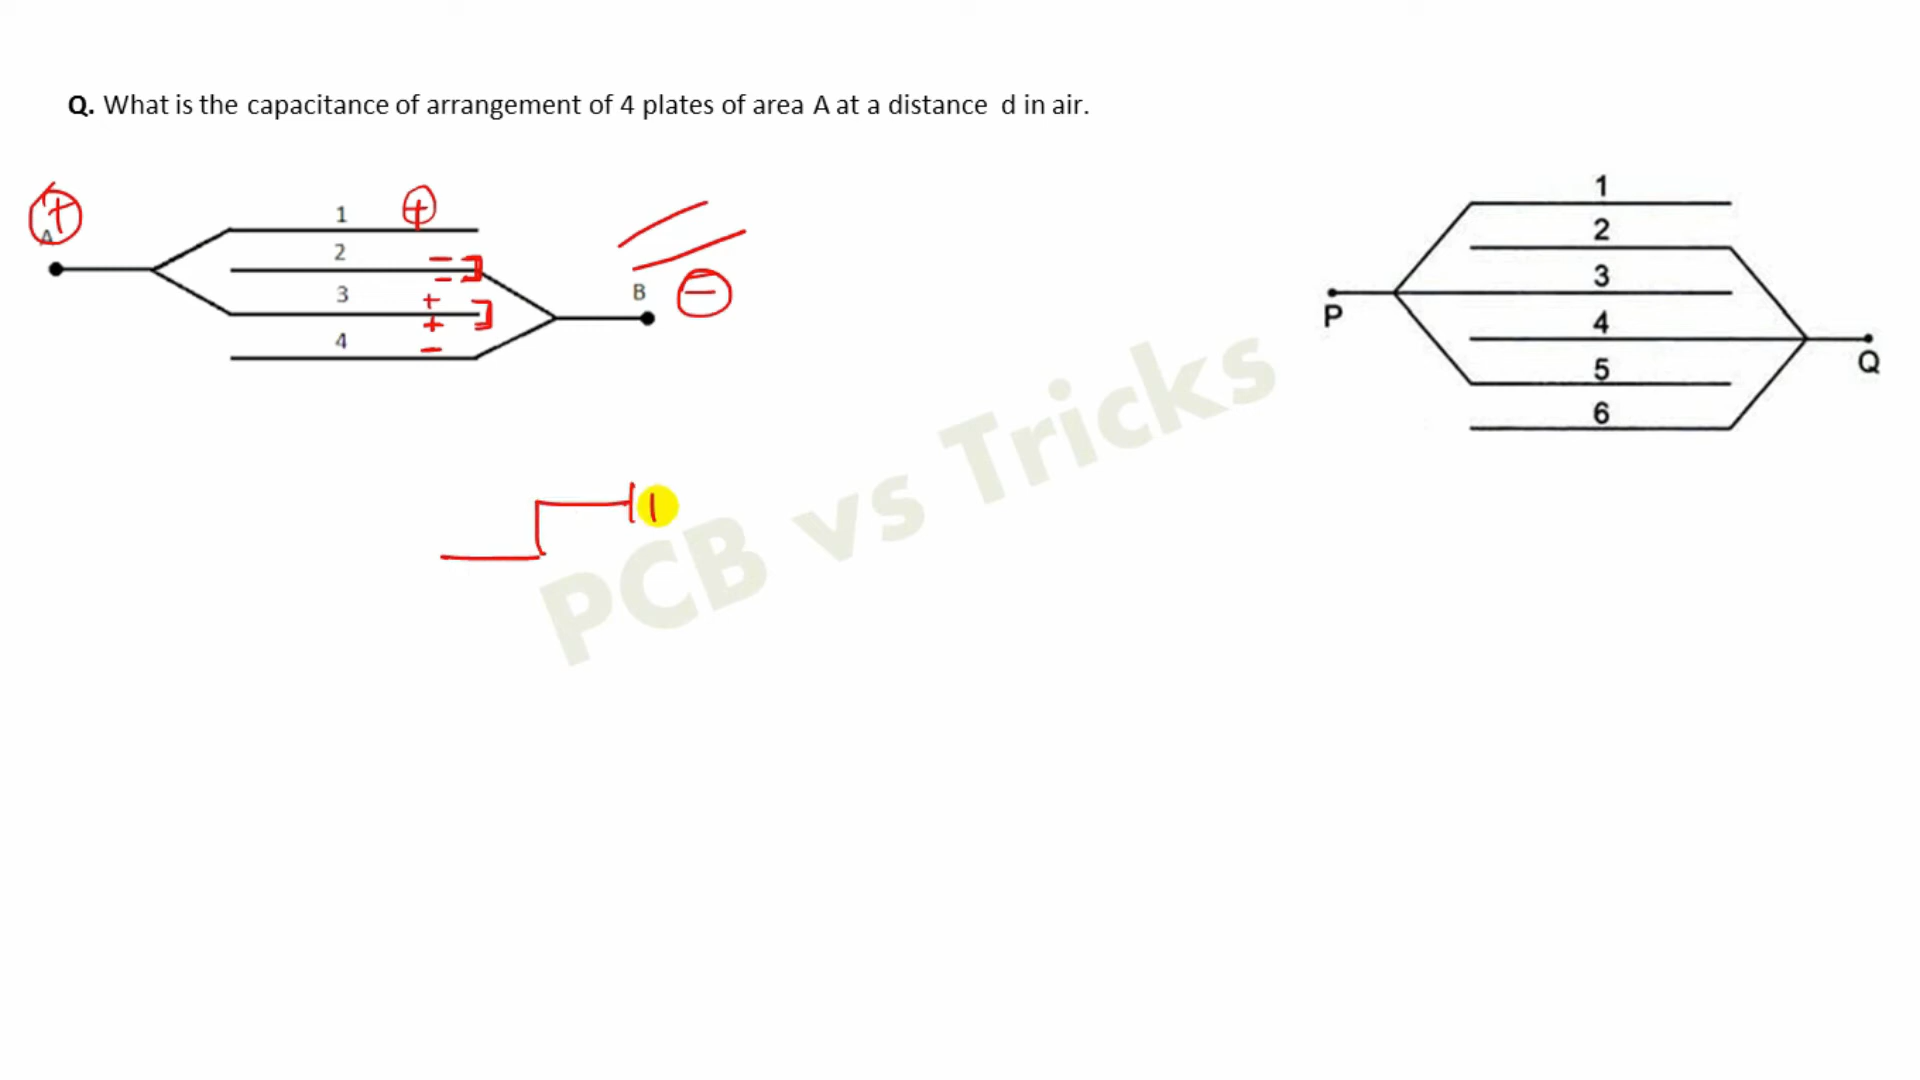 Q. What is the capacitance of arrangement of 4 plates of area A at a distance d in air.
+
A
1
+
2
- -
3
+ +
4
-
B
-
1
2
3
4
5
6
P
Q
PCB vs Tricks